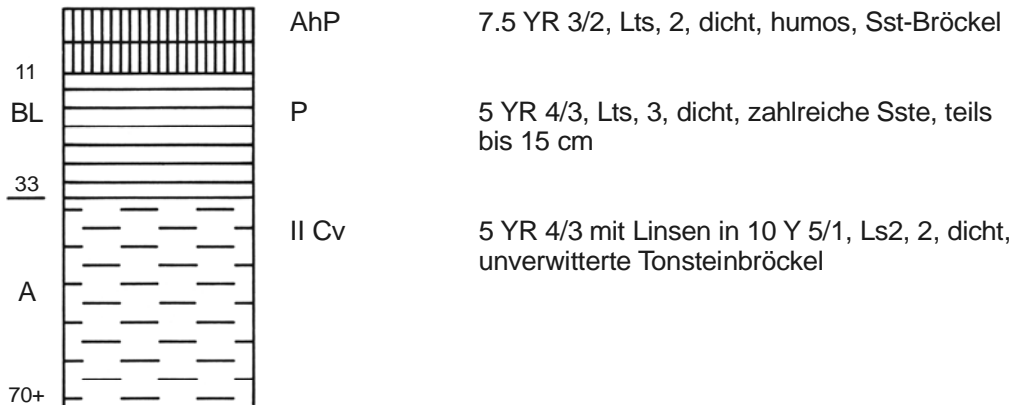 AhP 7.5 YR 3/2, Lts, 2, dicht, humos, Sst-Bröckel
11
BL P 5 YR 4/3, Lts, 3, dicht, zahlreiche Sste, teils
bis 15 cm
33
II Cv 5 YR 4/3 mit Linsen in 10 Y 5/1, Ls2, 2, dicht,
unverwitterte Tonsteinbröckel
A
70+